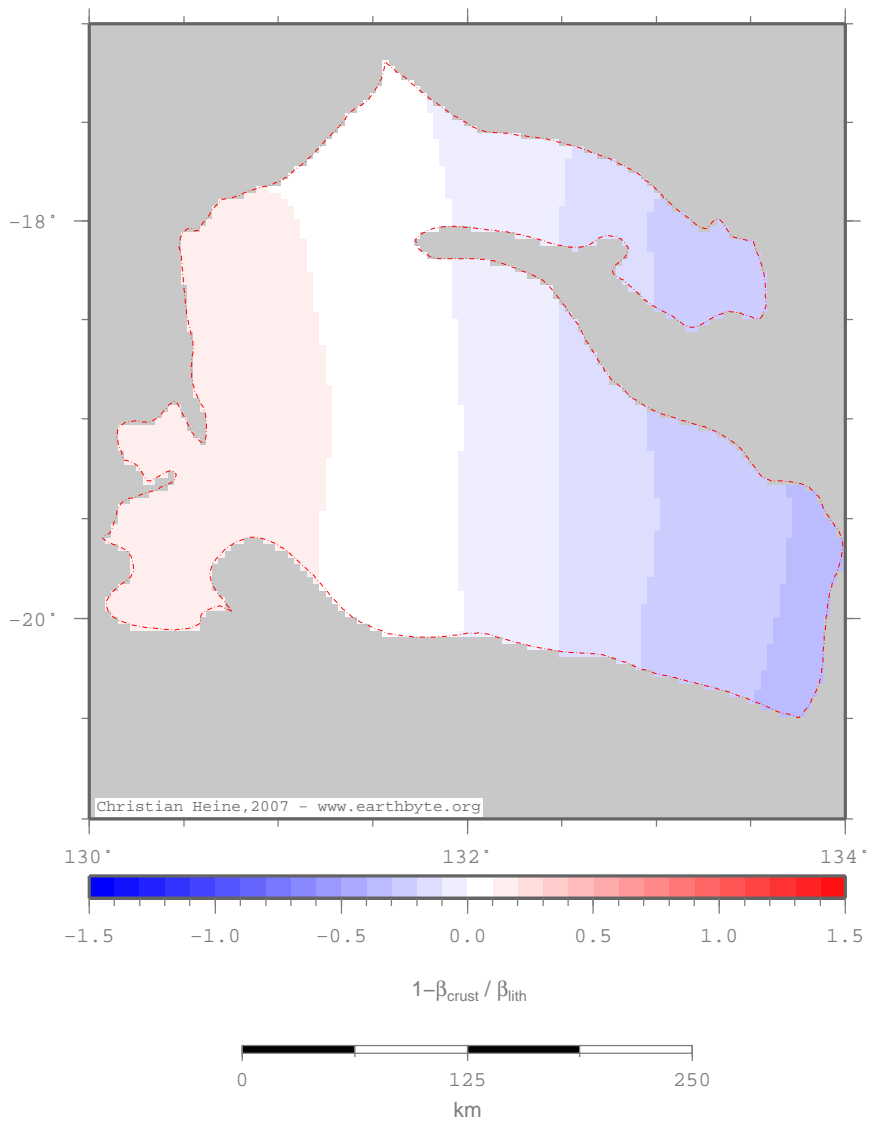 −18°
−20°
Christian Heine,2007 − www.earthbyte.org
130° 132° 134°
−1.5 −1.0 −0.5 0.0 0.5 1.0 1.5
1−βcrust / βlith
0 125 250
km